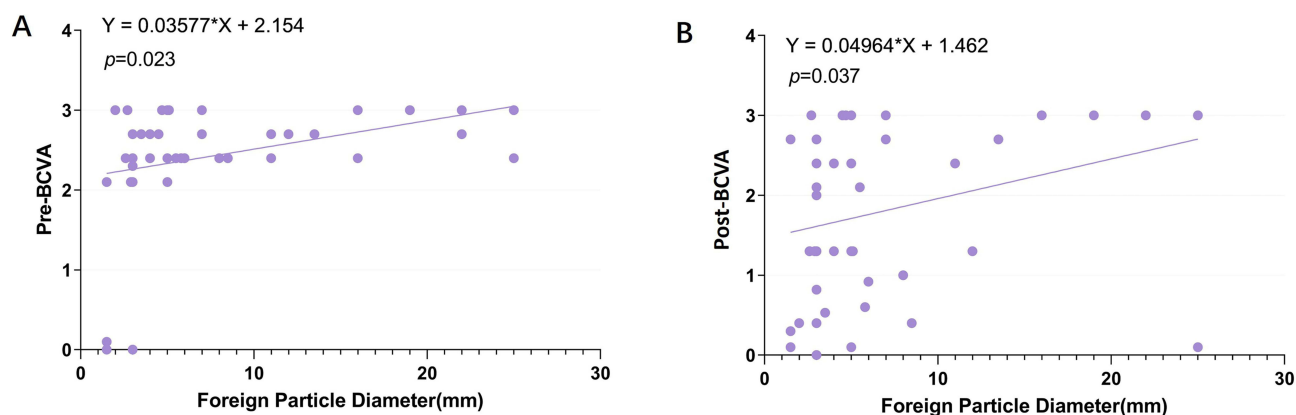 A
Y = 0.03577*X + 2.154
p=0.023
Pre-BCVA
4
3
2
1
0
0
10
20
30
Foreign Particle Diameter(mm)
B
Y = 0.04964*X + 1.462
p=0.037
Post-BCVA
4
3
2
1
0
0
10
20
30
Foreign Particle Diameter(mm)